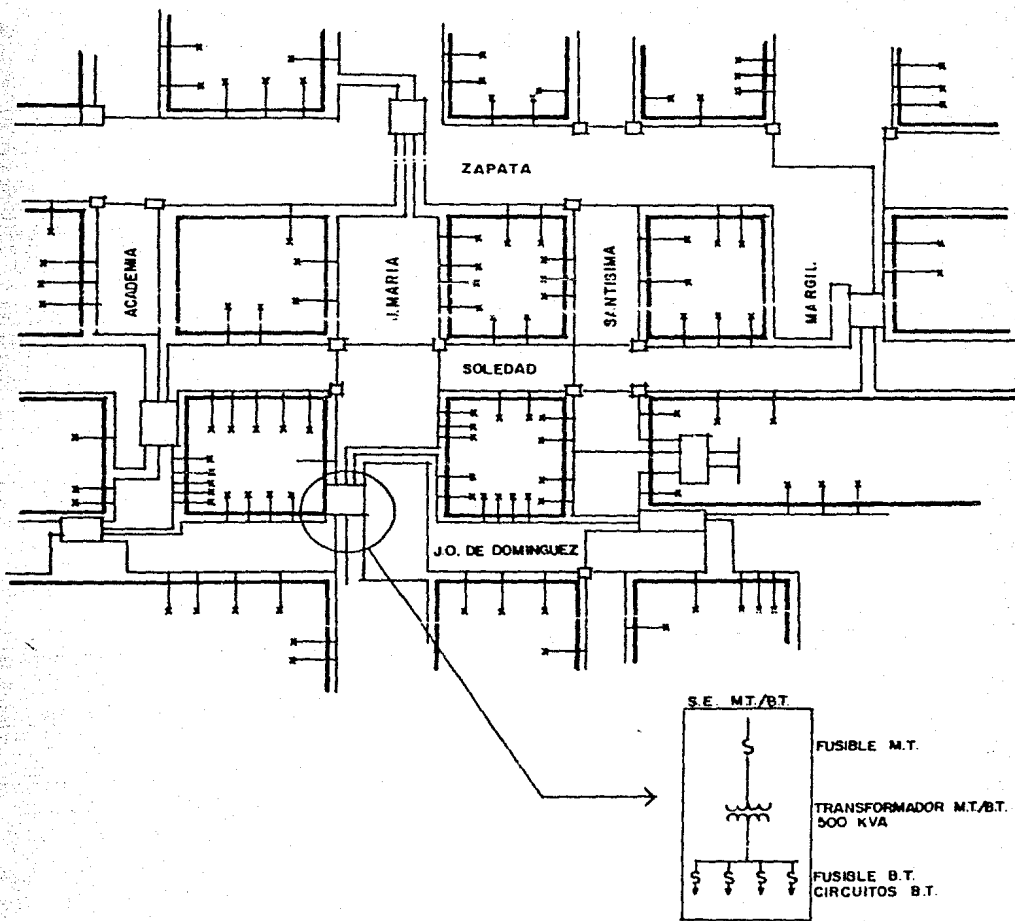 ZAPATA
ACADEMIA
J. MARIA
SANTISIMA
MARGIL.
SOLEDAD
J.O. DE DOMINGUEZ
S.E. M.T./B.T.
FUSIBLE M.T.
TRANSFORMADOR M.T./B.T.
500 KVA
FUSIBLE B.T.
CIRCUITOS B.T.